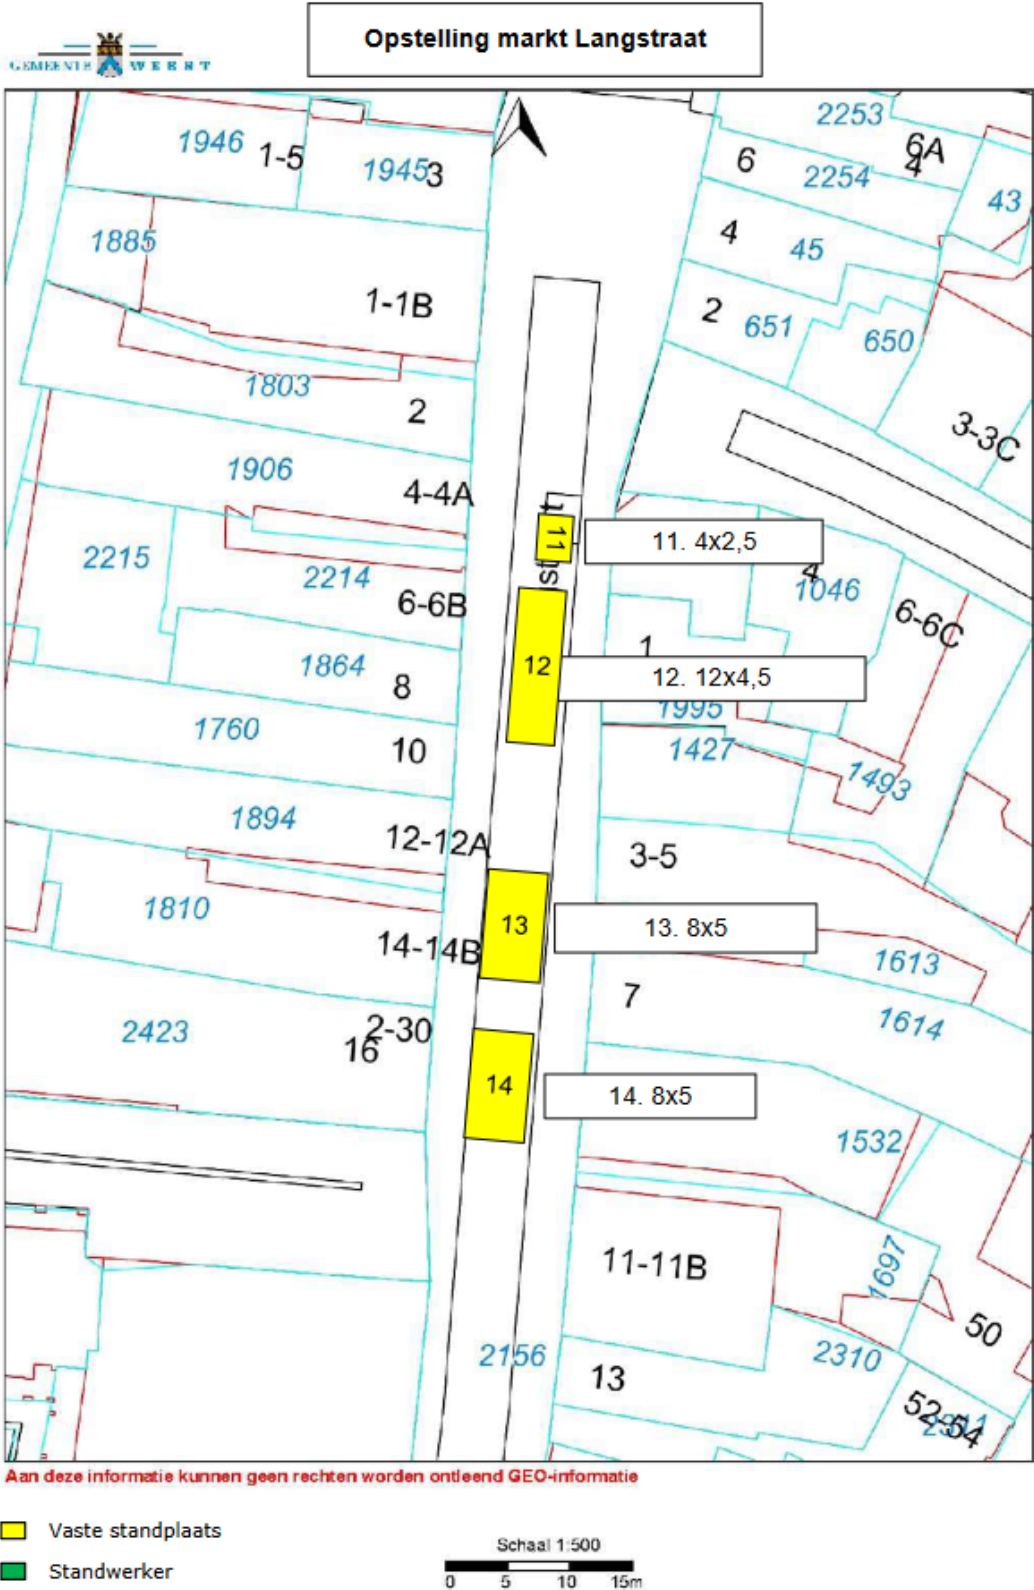 Opstelling markt Langstraat
GEMEENTE WEERT
2253
1946
1-5
1945
3
6
6A
4
2254
43
1885
4
45
1-1B
2
651
650
1803
2
3-3C
1906
4-4A
11
11. 4x2,5
2215
2214
4
1046
6-6B
6-6C
1864
8
12
1
12. 12x4,5
1995
1760
10
1427
1493
1894
12-12A
3-5
1810
13
13. 8x5
14-14B
1613
7
2423
2-30
16
1614
14
14. 8x5
1532
11-11B
1697
50
2156
13
2310
52-54
Aan deze informatie kunnen geen rechten worden ontleend GEO-informatie
Vaste standplaats
Schaal 1:500
Standwerker
0 5 10 15m